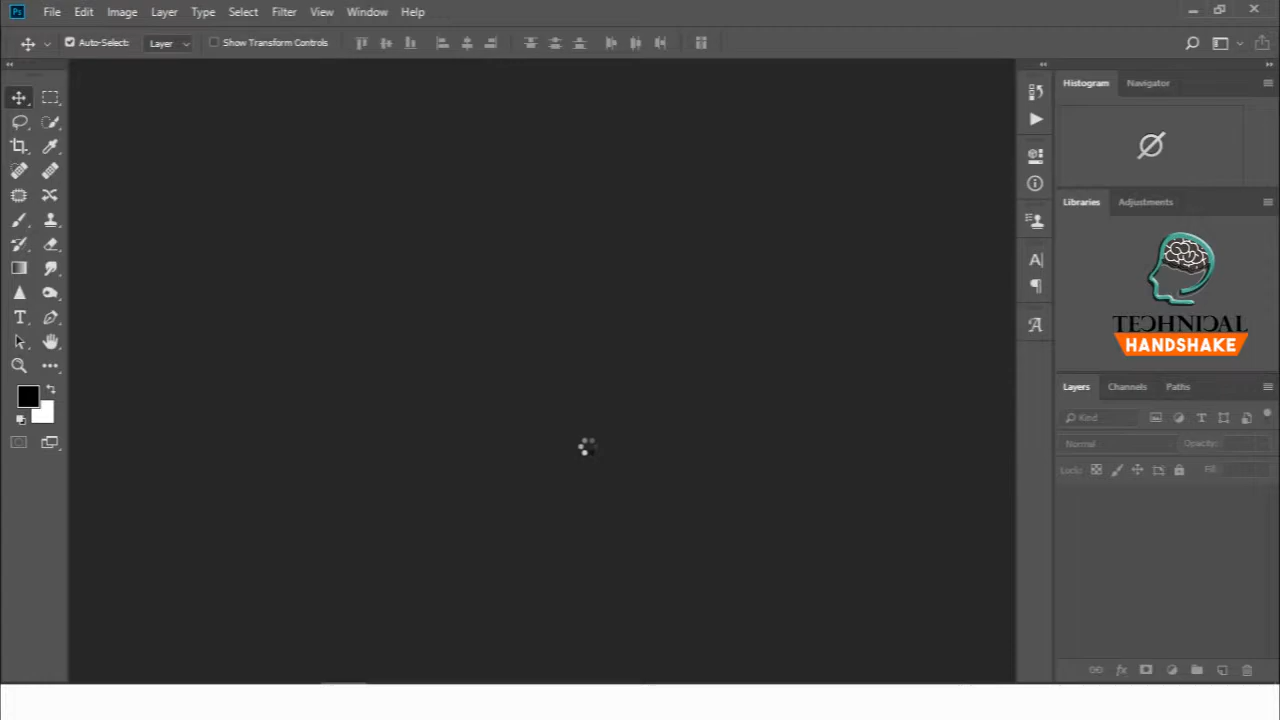 Ps File Edit Image Layer Type Select Filter View Window Help
Auto-Select: Layer Show Transform Controls
Histogram Navigator
Libraries Adjustments
TECHNICAL
HANDSHAKE
Layers Channels Paths
Kind
Normal Opacity:
Lock: Fill: